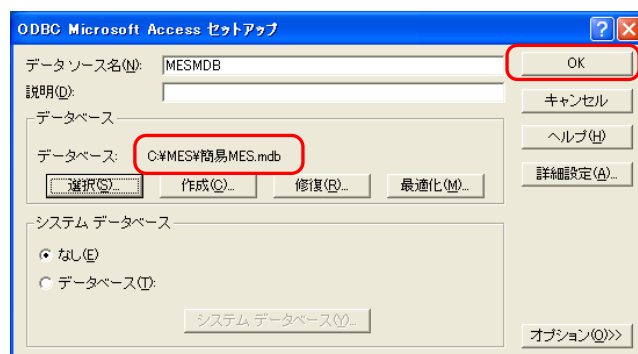 ODBC Microsoft Access セットアップ
データ ソース名(N): MESMDB
OK
説明(D):
キャンセル
データベース
ヘルプ(H)
データベース: C:¥MES¥簡易MES.mdb
詳細設定(A)...
選択(S)... 作成(C)... 修復(R)... 最適化(M)...
システム データベース
なし(E)
データベース(T):
システム データベース(Y)...
オプション(O)>>